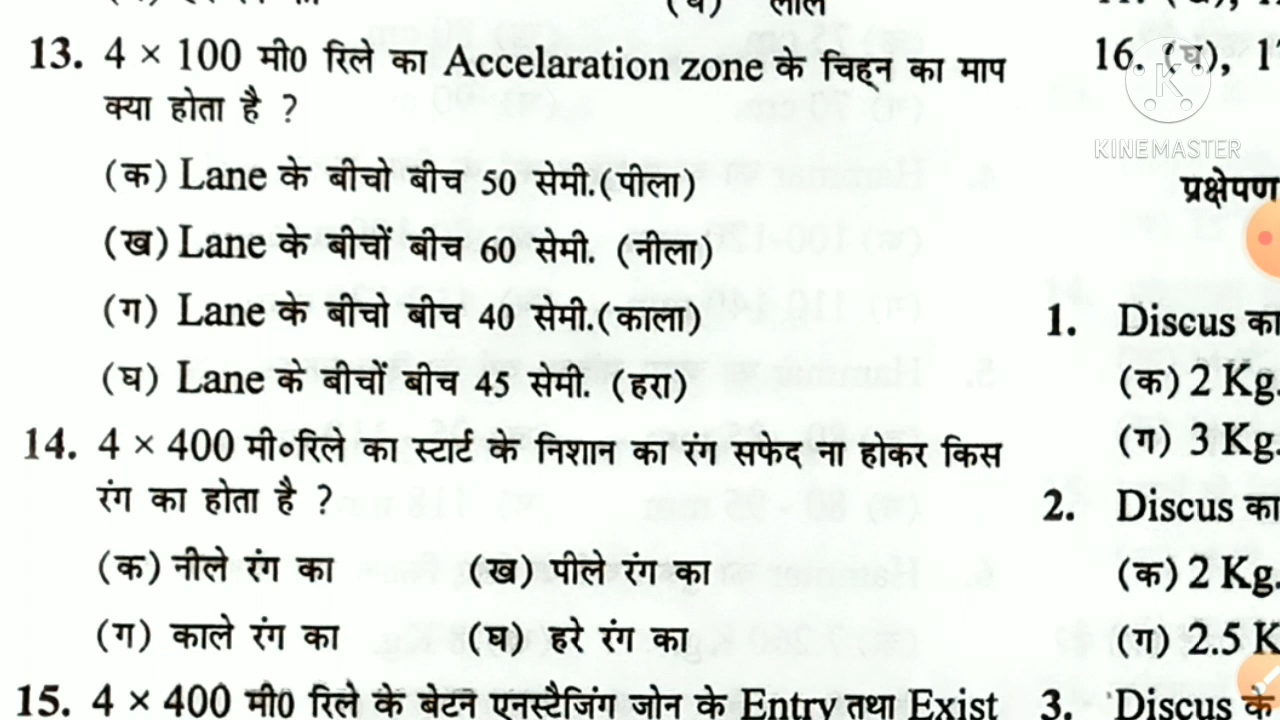 (घ) लाल
13. 4 × 100 मी0 रिले का Accelaration zone के चिह्न का माप
क्या होता है ?
(क) Lane के बीचो बीच 50 सेमी.(पीला)
(ख) Lane के बीचों बीच 60 सेमी. (नीला)
(ग) Lane के बीचो बीच 40 सेमी.(काला)
(घ) Lane के बीचों बीच 45 सेमी. (हरा)
14. 4 × 400 मी०रिले का स्टार्ट के निशान का रंग सफेद ना होकर किस
रंग का होता है ?
(क) नीले रंग का (ख) पीले रंग का
(ग) काले रंग का (घ) हरे रंग का
15. 4 × 400 मी0 रिले के बेटन एनस्टैजिंग जोन के Entry तथा Exist
16. (घ), 1
KINEMASTER
प्रक्षेपण
1. Discus का
(क) 2 Kg.
(ग) 3 Kg.
2. Discus का
(क) 2 Kg.
(ग) 2.5 K
3. Discus के